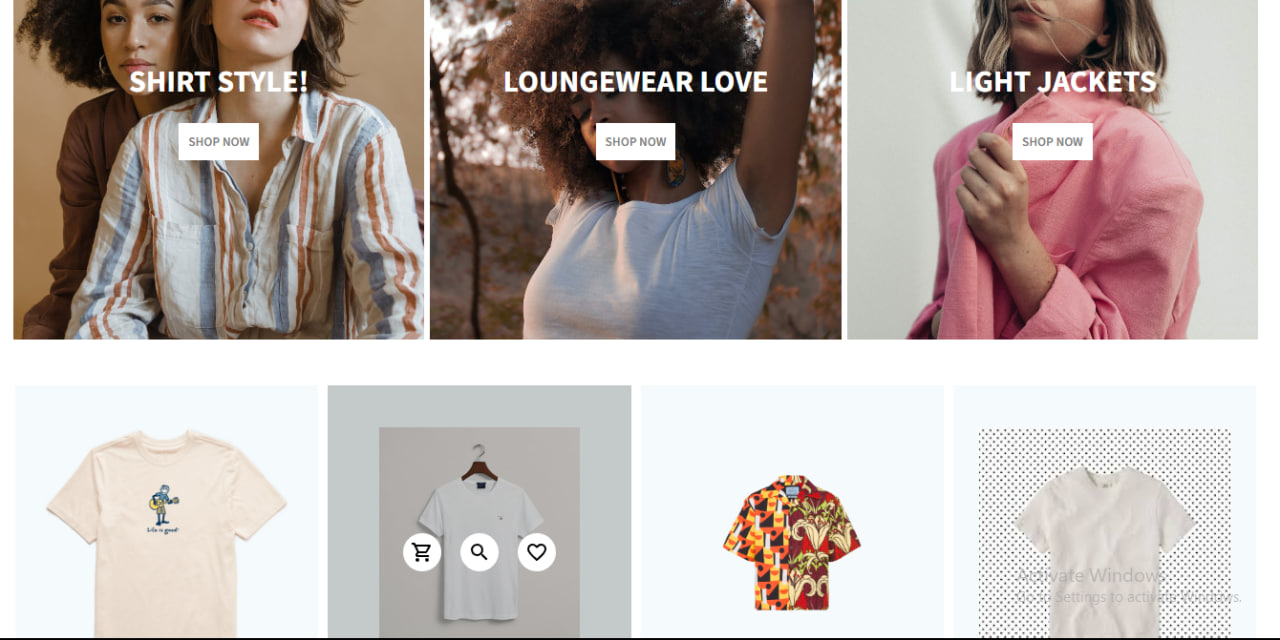 SHIRT STYLE!
LOUNGEWEAR LOVE
LIGHT JACKETS
SHOP NOW
SHOP NOW
SHOP NOW
Life is good
Activate Windows
Go to Settings to activate Windows.